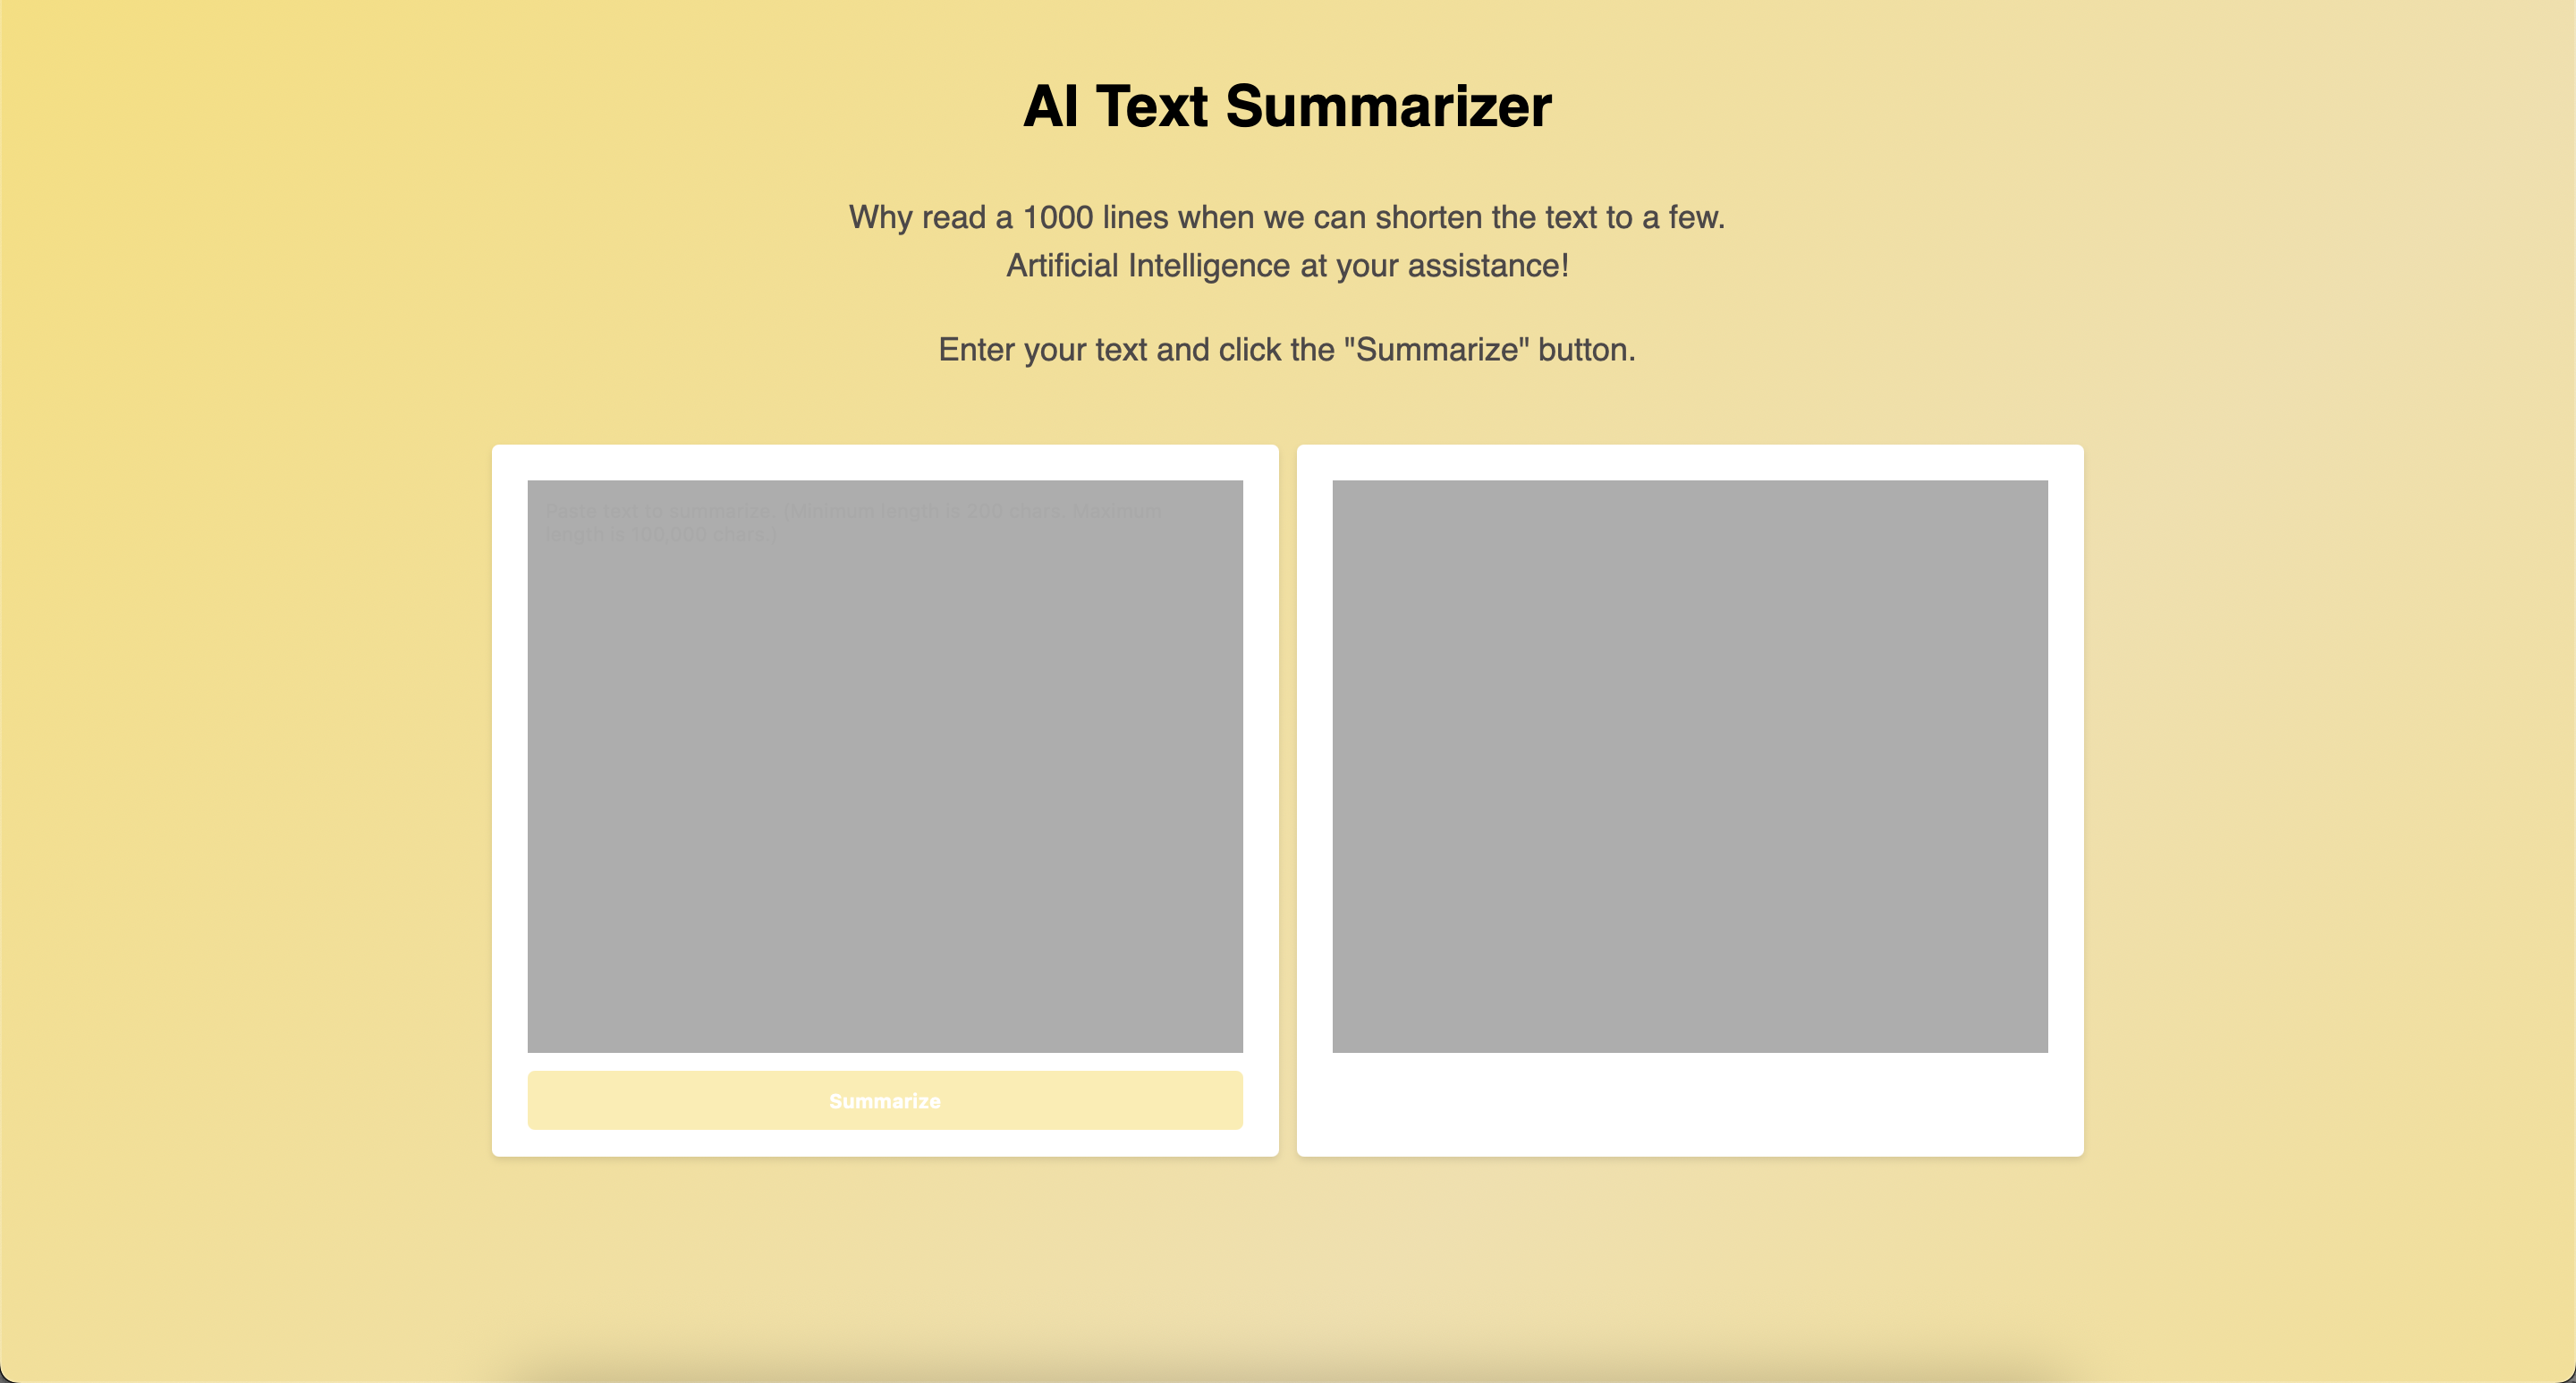 AI Text Summarizer
Why read a 1000 lines when we can shorten the text to a few.
Artificial Intelligence at your assistance!
Enter your text and click the "Summarize" button.
Paste text to summarize. (Minimum length is 200 chars. Maximum
length is 100,000 chars.)
Summarize